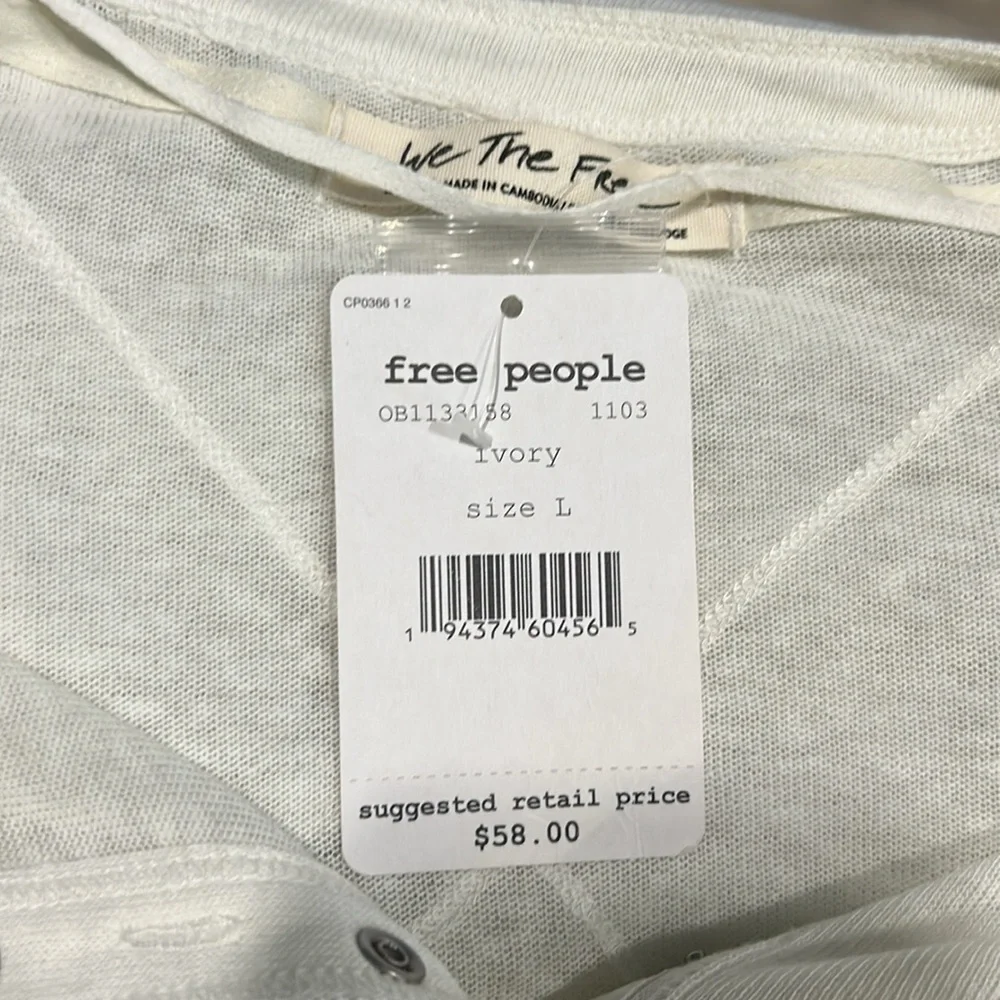 We The Fre
MADE IN CAMBODIA
DGE
CP0366 1 2
free people
OB1133158 1103
ivory
size L
1 94374 60456 5
suggested retail price
$58.00